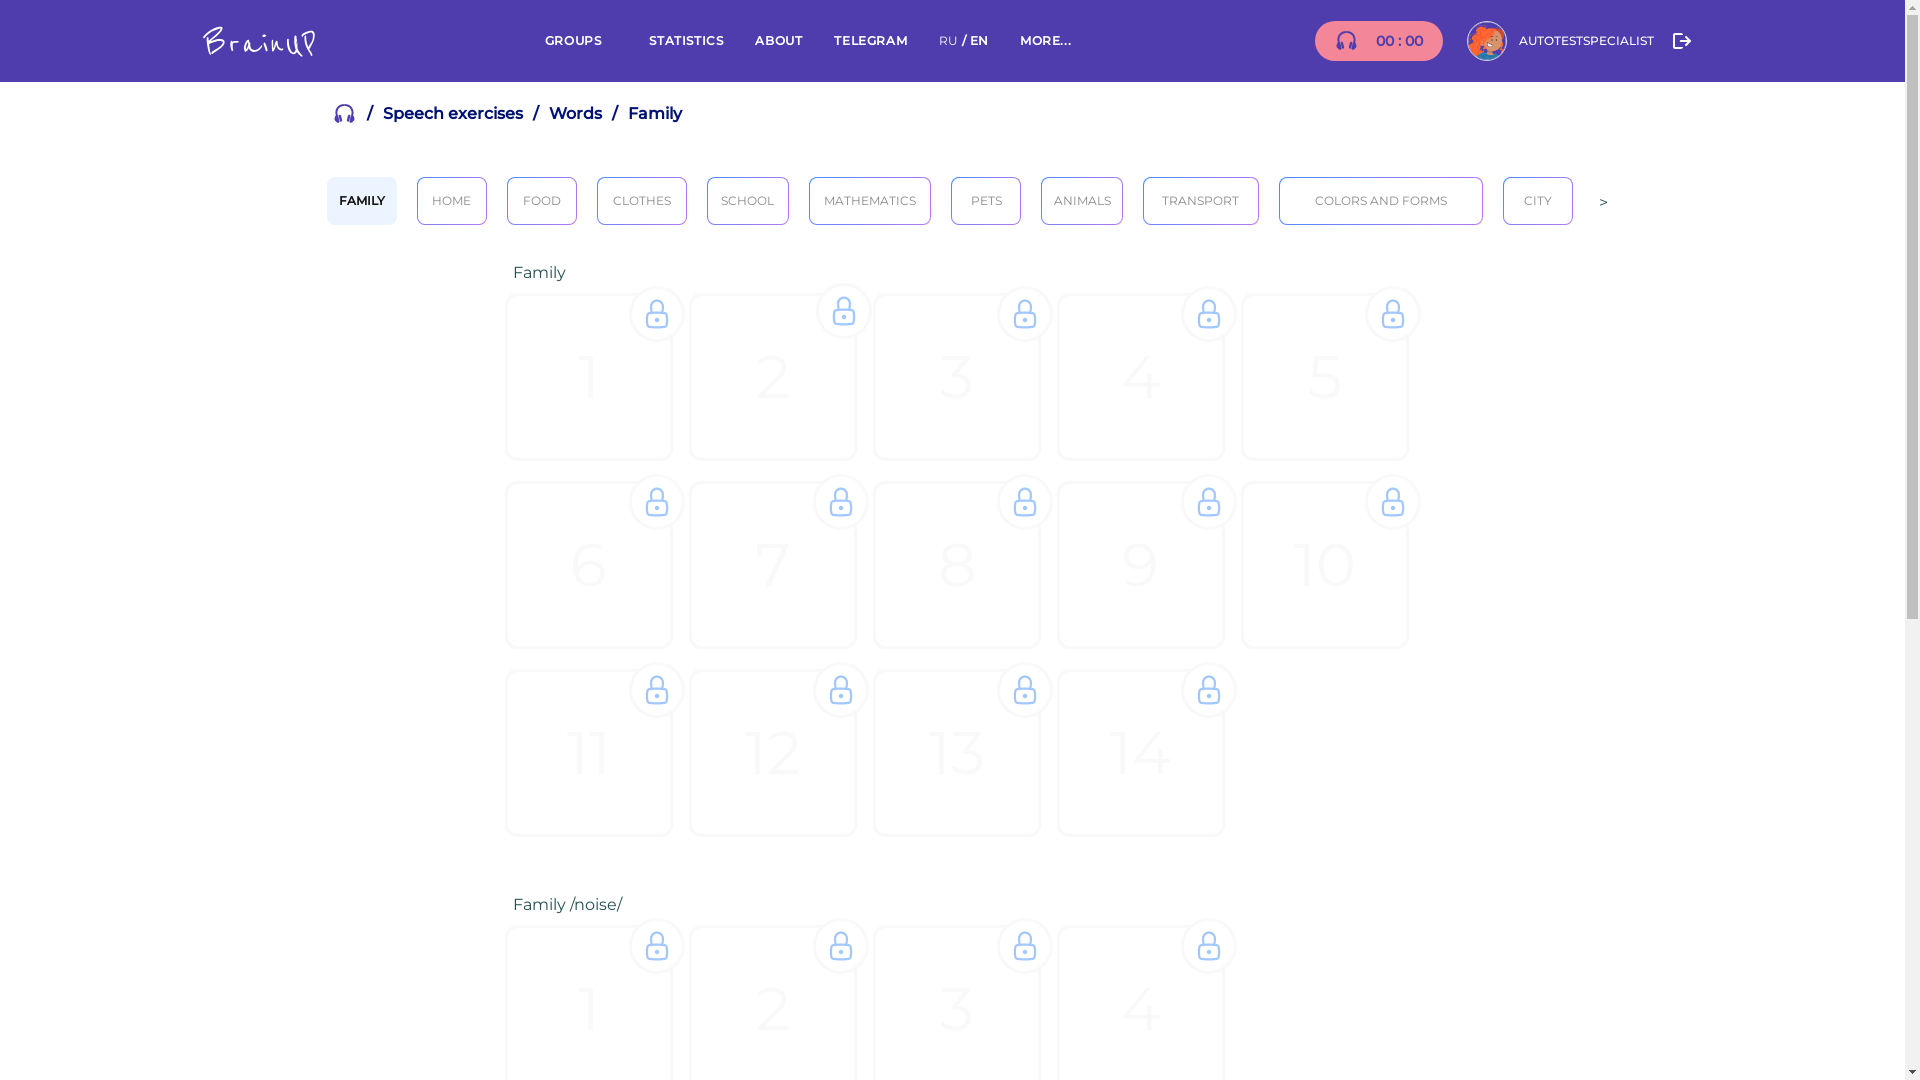 BrainUP
GROUPS STATISTICS ABOUT TELEGRAM RU / EN MORE...
00 : 00
AUTOTESTSPECIALIST
/ Speech exercises / Words / Family
FAMILY HOME FOOD CLOTHES SCHOOL MATHEMATICS PETS ANIMALS TRANSPORT COLORS AND FORMS CITY >
Family
1 2 3 4 5
6 7 8 9 10
11 12 13 14
Family /noise/
1 2 3 4